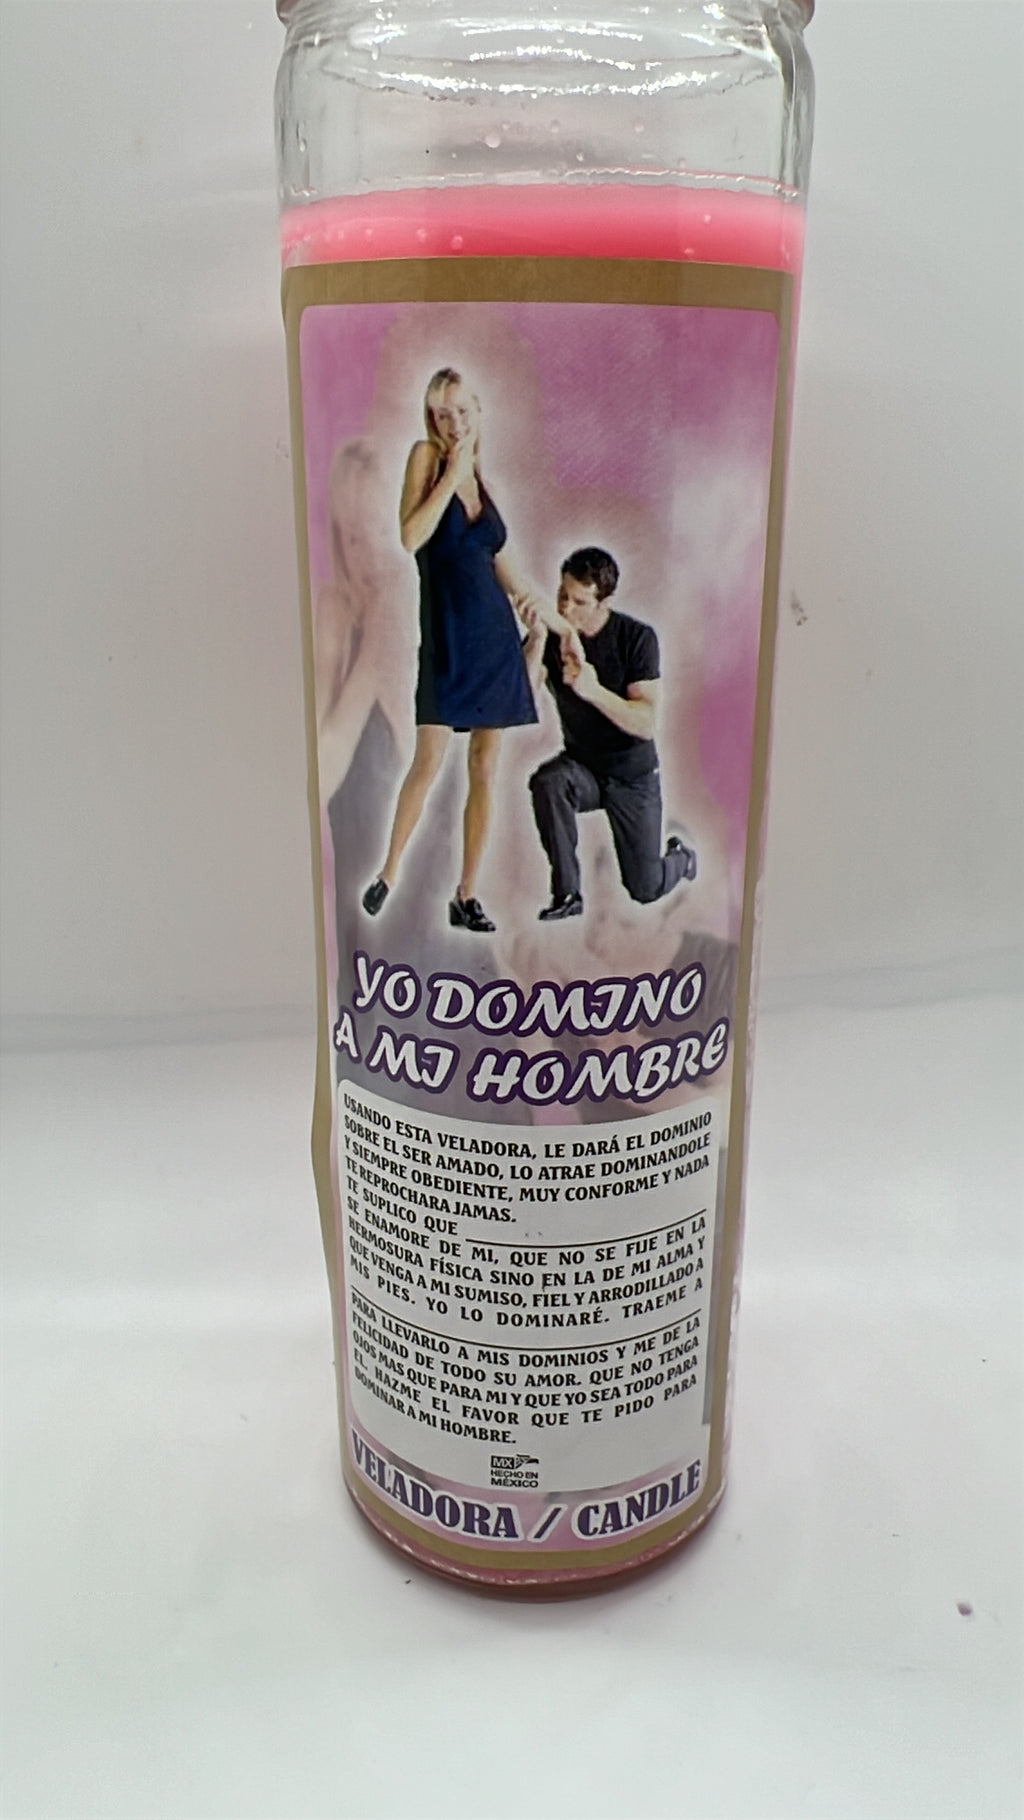 YO DOMINO
A MI HOMBRE
USANDO ESTA VELADORA, LE DARÁ EL DOMINIO
SOBRE EL SER AMADO, LO ATRAE DOMINANDOLE
Y SIEMPRE OBEDIENTE, MUY CONFORME Y NADA
TE REPROCHARA JAMAS.
TE SUPLICO QUE
SE ENAMORE DE MI, QUE NO SE FIJE EN LA
HERMOSURA FÍSICA SINO EN LA DE MI ALMA Y
QUE VENGA A MI SUMISO, FIEL Y ARRODILLADO A
MIS PIES. YO LO DOMINARÉ. TRAEME A
PARA LLEVARLO A MIS DOMINIOS Y ME DE LA
FELICIDAD DE TODO SU AMOR. QUE NO TENGA
OJOS MAS QUE PARA MI Y QUE YO SEA TODO PARA
EL. HAZME EL FAVOR QUE TE PIDO PARA
DOMINAR A MI HOMBRE.
MX
HECHO EN
MÉXICO
VELADORA / CANDLE